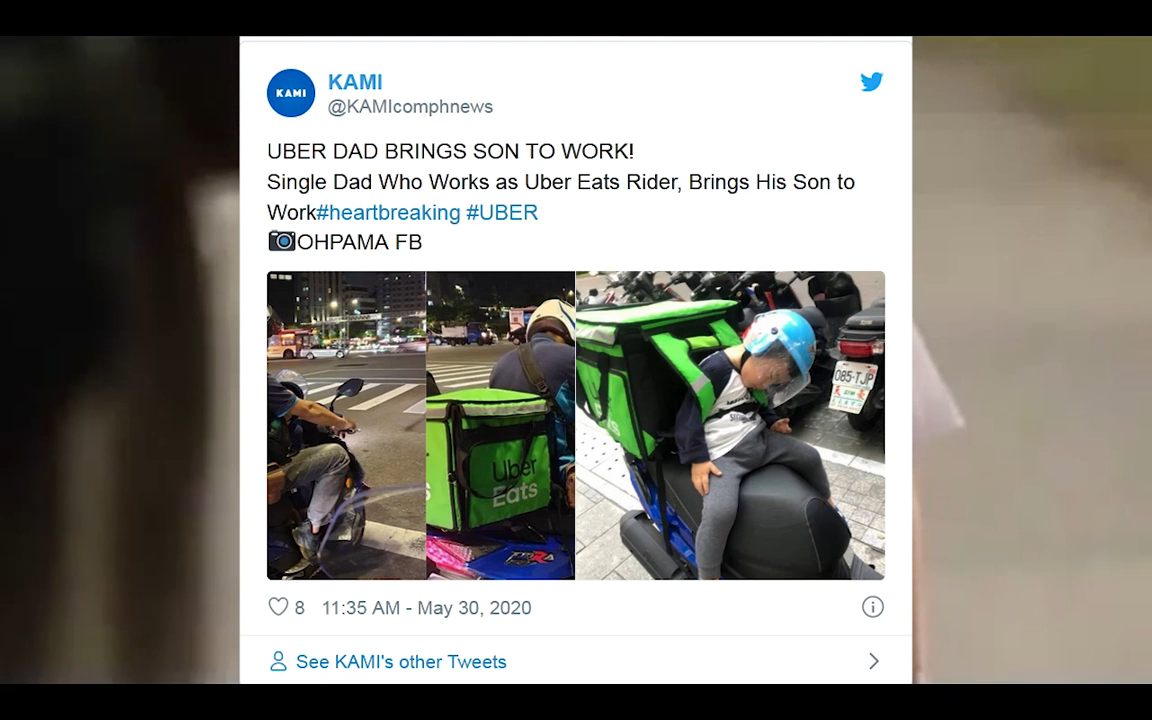 KAMI
KAMI
@KAMIcomphnews
UBER DAD BRINGS SON TO WORK!
Single Dad Who Works as Uber Eats Rider, Brings His Son to
Work#heartbreaking #UBER
OHPAMA FB
Uber
Eats
085-TJP
8 11:35 AM - May 30, 2020
See KAMI's other Tweets